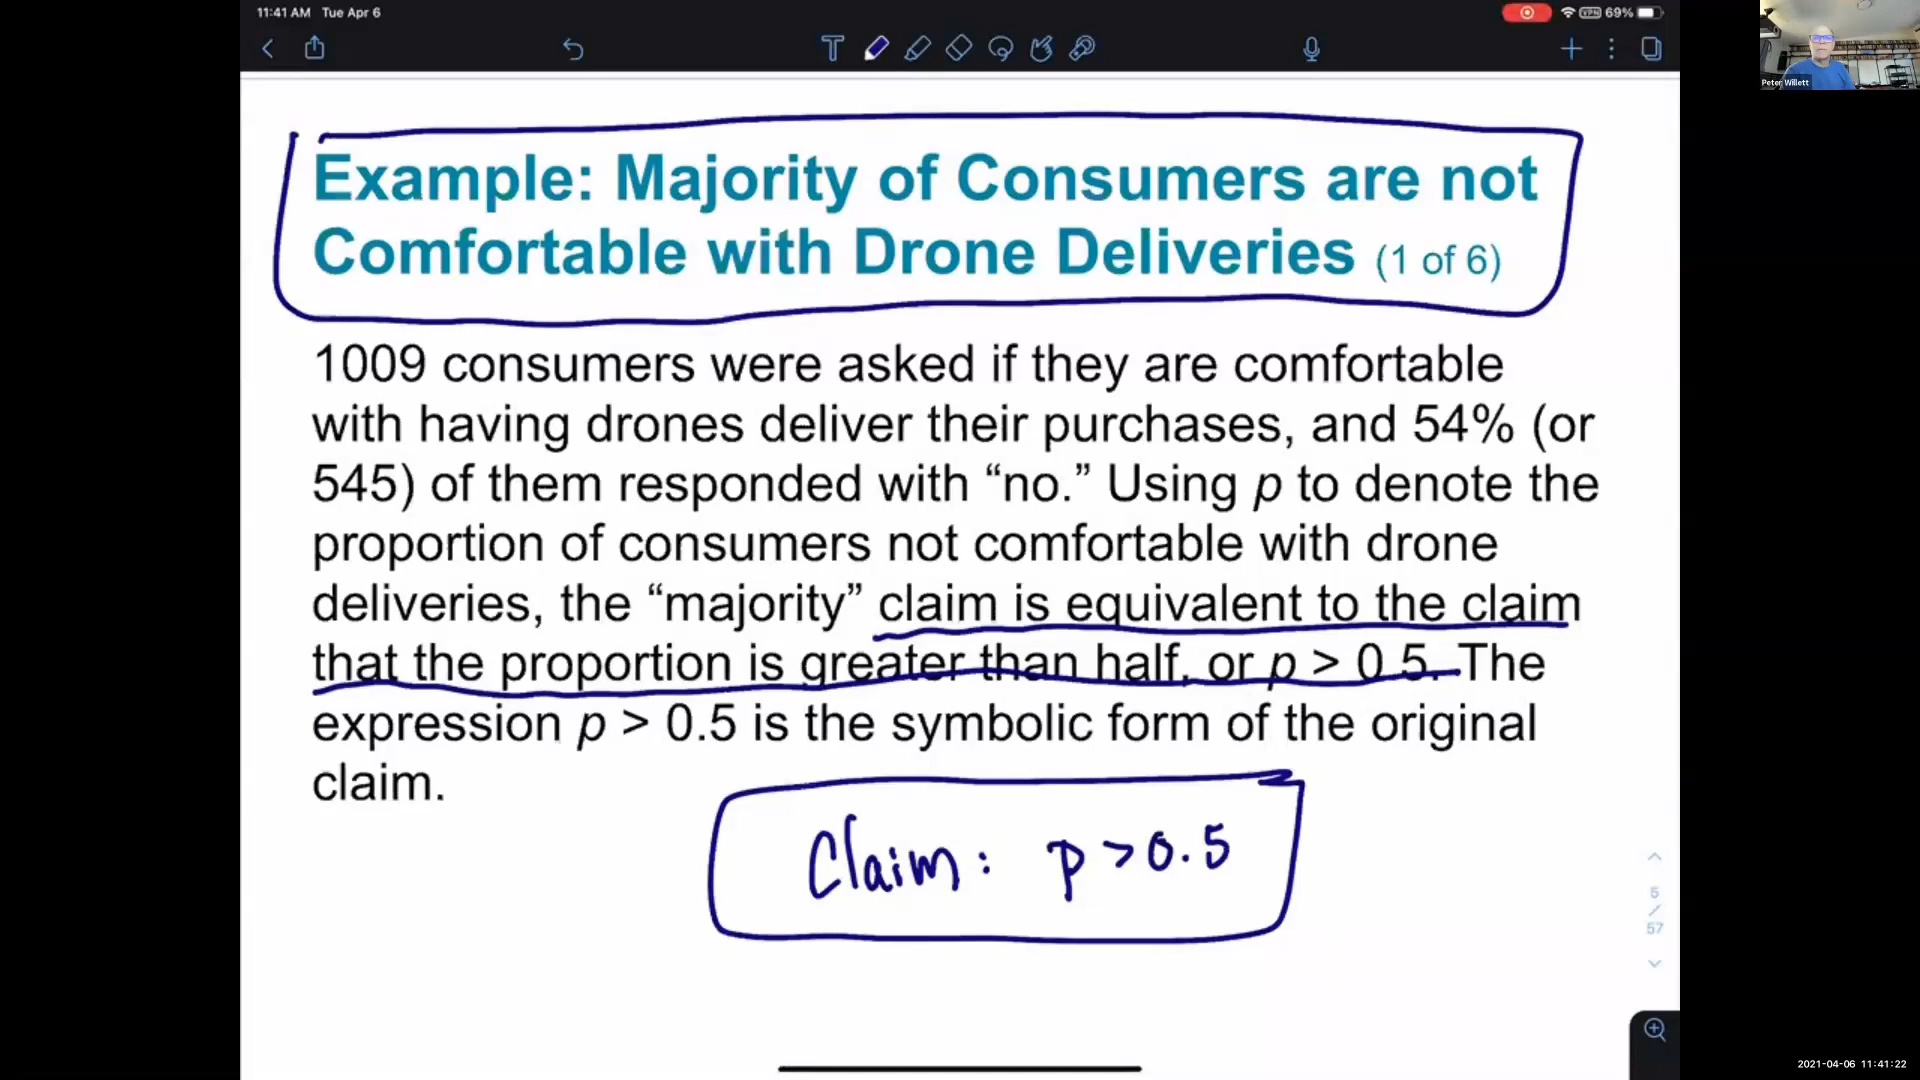 11:41 AM Tue Apr 6
VPN 69%
Peter Willett
Example: Majority of Consumers are not
Comfortable with Drone Deliveries (1 of 6)
1009 consumers were asked if they are comfortable
with having drones deliver their purchases, and 54% (or
545) of them responded with “no.” Using p to denote the
proportion of consumers not comfortable with drone
deliveries, the “majority” claim is equivalent to the claim
that the proportion is greater than half, or p > 0.5. The
expression p > 0.5 is the symbolic form of the original
claim.
Claim: p > 0.5
5
/
57
2021-04-06 11:41:22